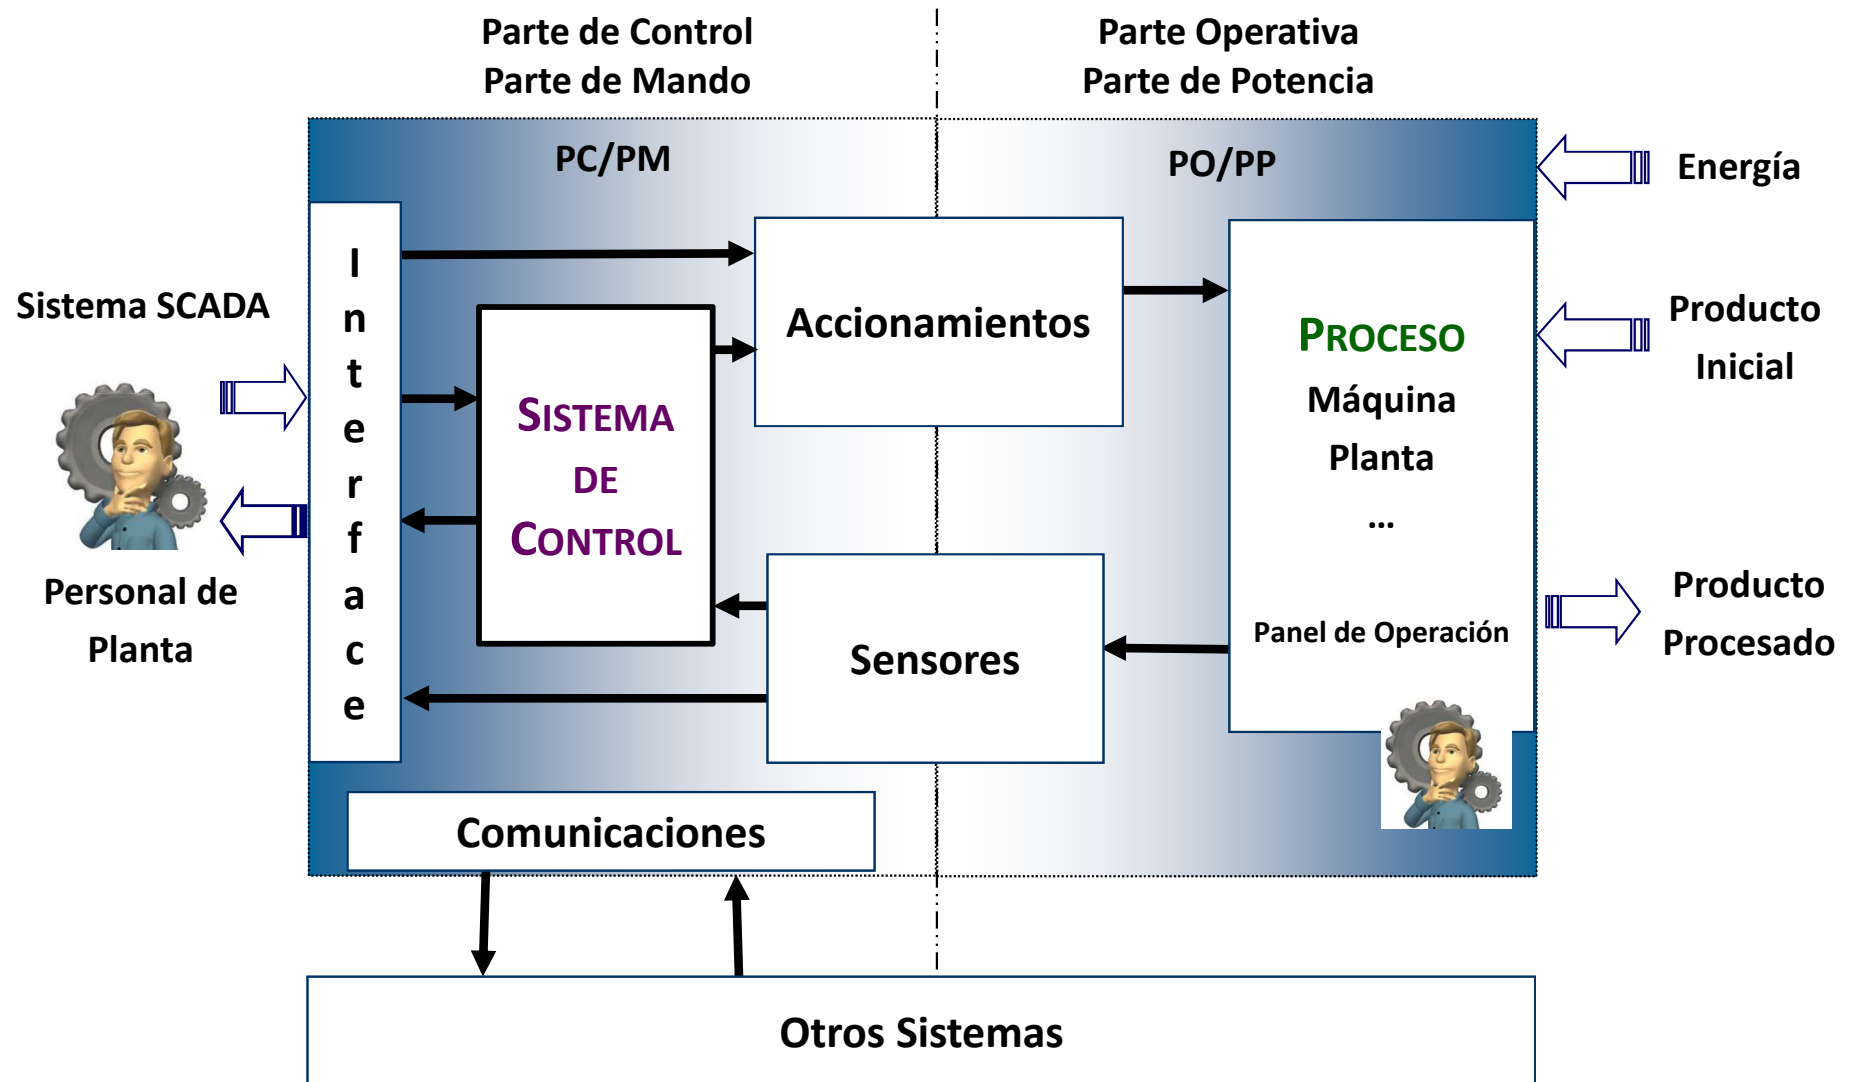 Parte de Control
Parte de Mando
Parte Operativa
Parte de Potencia
PC/PM
PO/PP
Energía
Interface
Sistema SCADA
Personal de
Planta
SISTEMA
DE
CONTROL
Accionamientos
Sensores
PROCESO
Máquina
Planta
...
Panel de Operación
Producto
Inicial
Producto
Procesado
Comunicaciones
Otros Sistemas